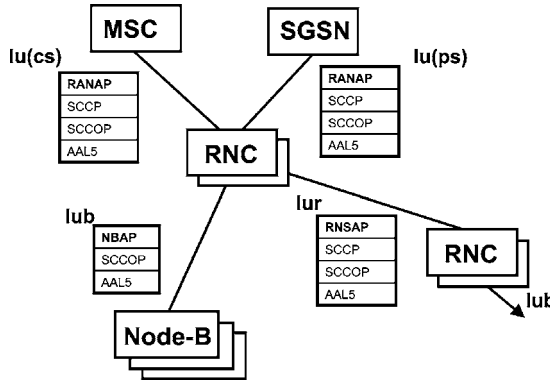 MSC
SGSN
Iu(cs)
Iu(ps)
RANAP
SCCP
SCCOP
AAL5
RANAP
SCCP
SCCOP
AAL5
RNC
Iub
Iur
NBAP
SCCOP
AAL5
RNSAP
SCCP
SCCOP
AAL5
RNC
Iub
Node-B